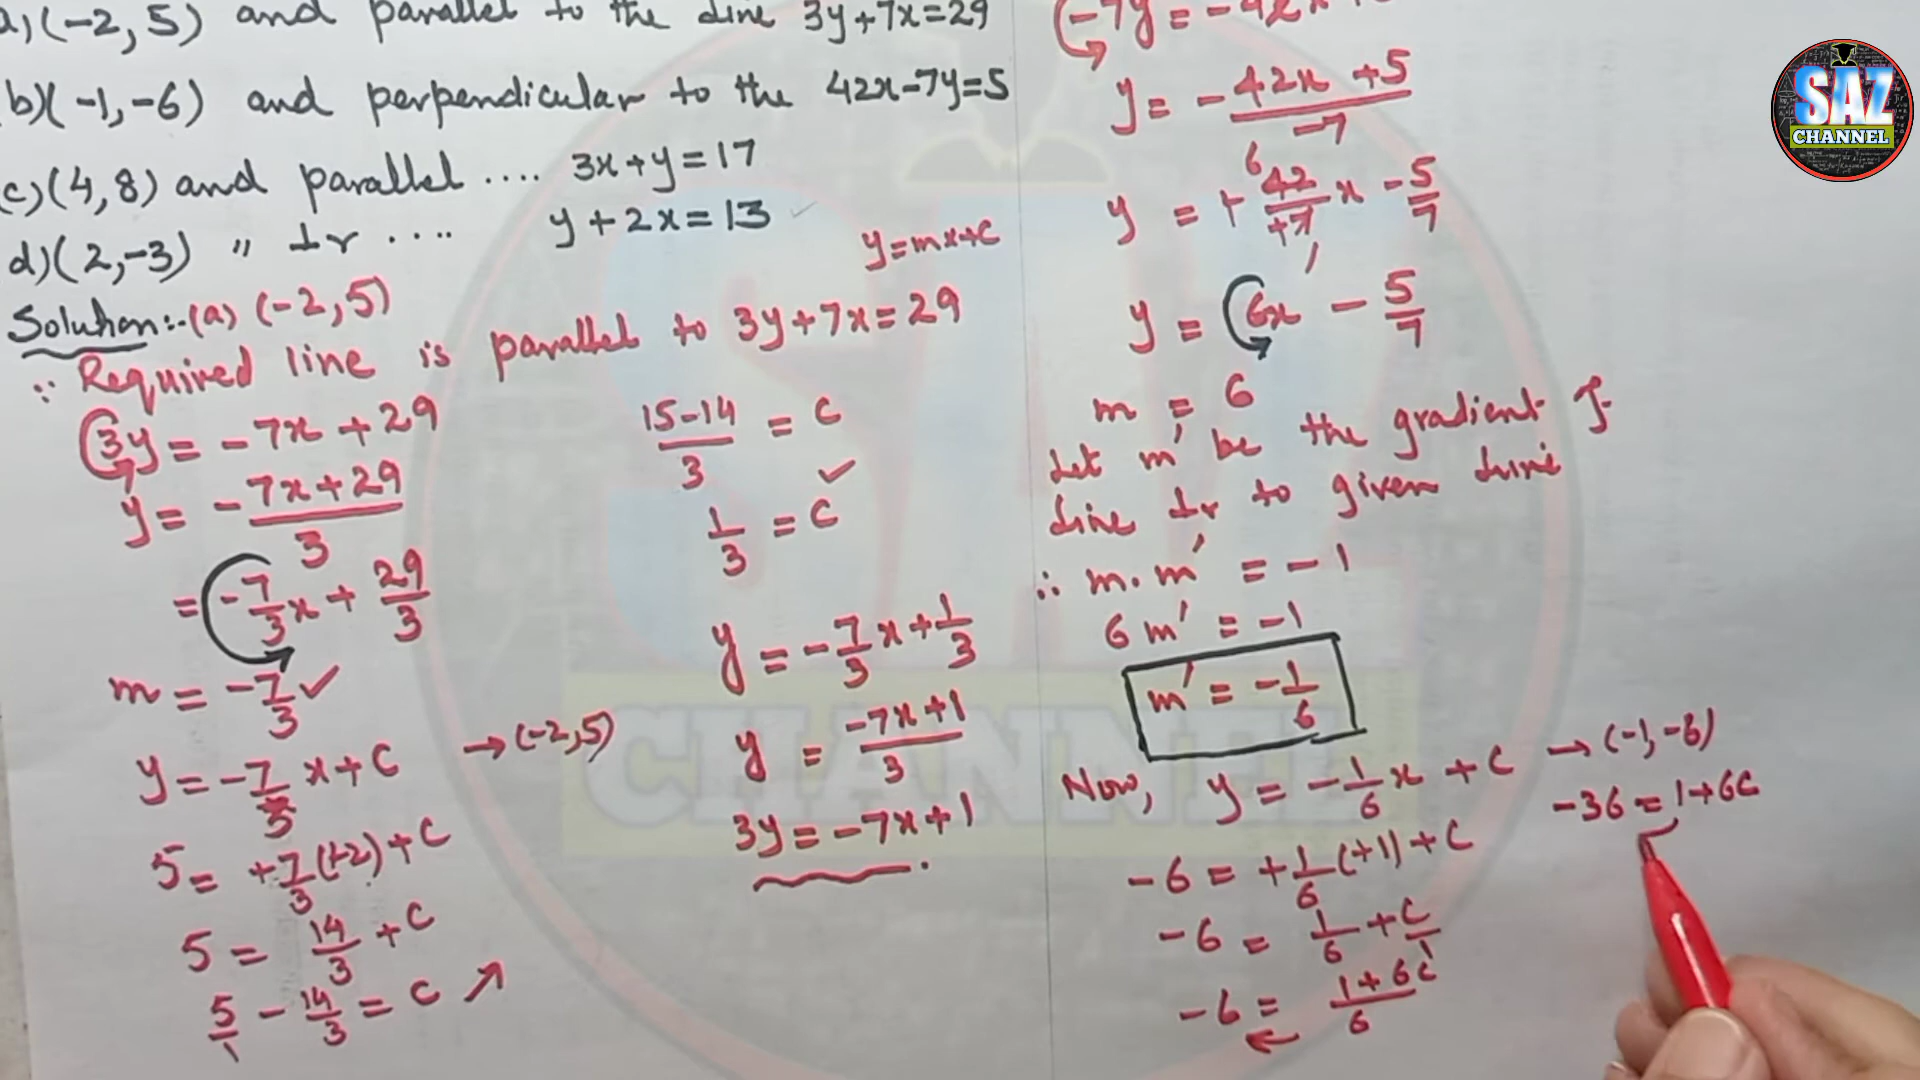 a) (-2, 5) and parallel to the line 3y+7x=29
b) (-1, -6) and perpendicular to the 42x-7y=5
c) (4, 8) and parallel .... 3x+y=17
d) (2, -3) " ⊥r .... y+2x=13
y=mx+c
Solution:- (a) (-2, 5)
∵ Required line is parallel to 3y+7x=29
3y = -7x+29
y = -7x+29/3
= -7/3 x + 29/3
m = -7/3 ✓
y = -7/3 x + c → (-2, 5)
5 = +7/3 (+2) + c
5 = 14/3 + c
5/1 - 14/3 = c ↗
15-14/3 = c
✓
1/3 = c
y = -7/3 x + 1/3
y = -7x+1/3
3y = -7x+1
-7y = -42x
y = -42x+5/-7
y = + 42/+7 x - 5/7
6
1
y = 6x - 5/7
m = 6
Let m' be the gradient of
line ⊥r to given line
∴ m.m' = -1
6m' = -1
m' = -1/6
Now, y = -1/6 x + c → (-1, -6)
-6 = +1/6 (+1) + c
-6 = 1/6 + c/1
-6 = 1+6c/6
-36 = 1+6c
SAZ
CHANNEL
SAZ
CHANNEL